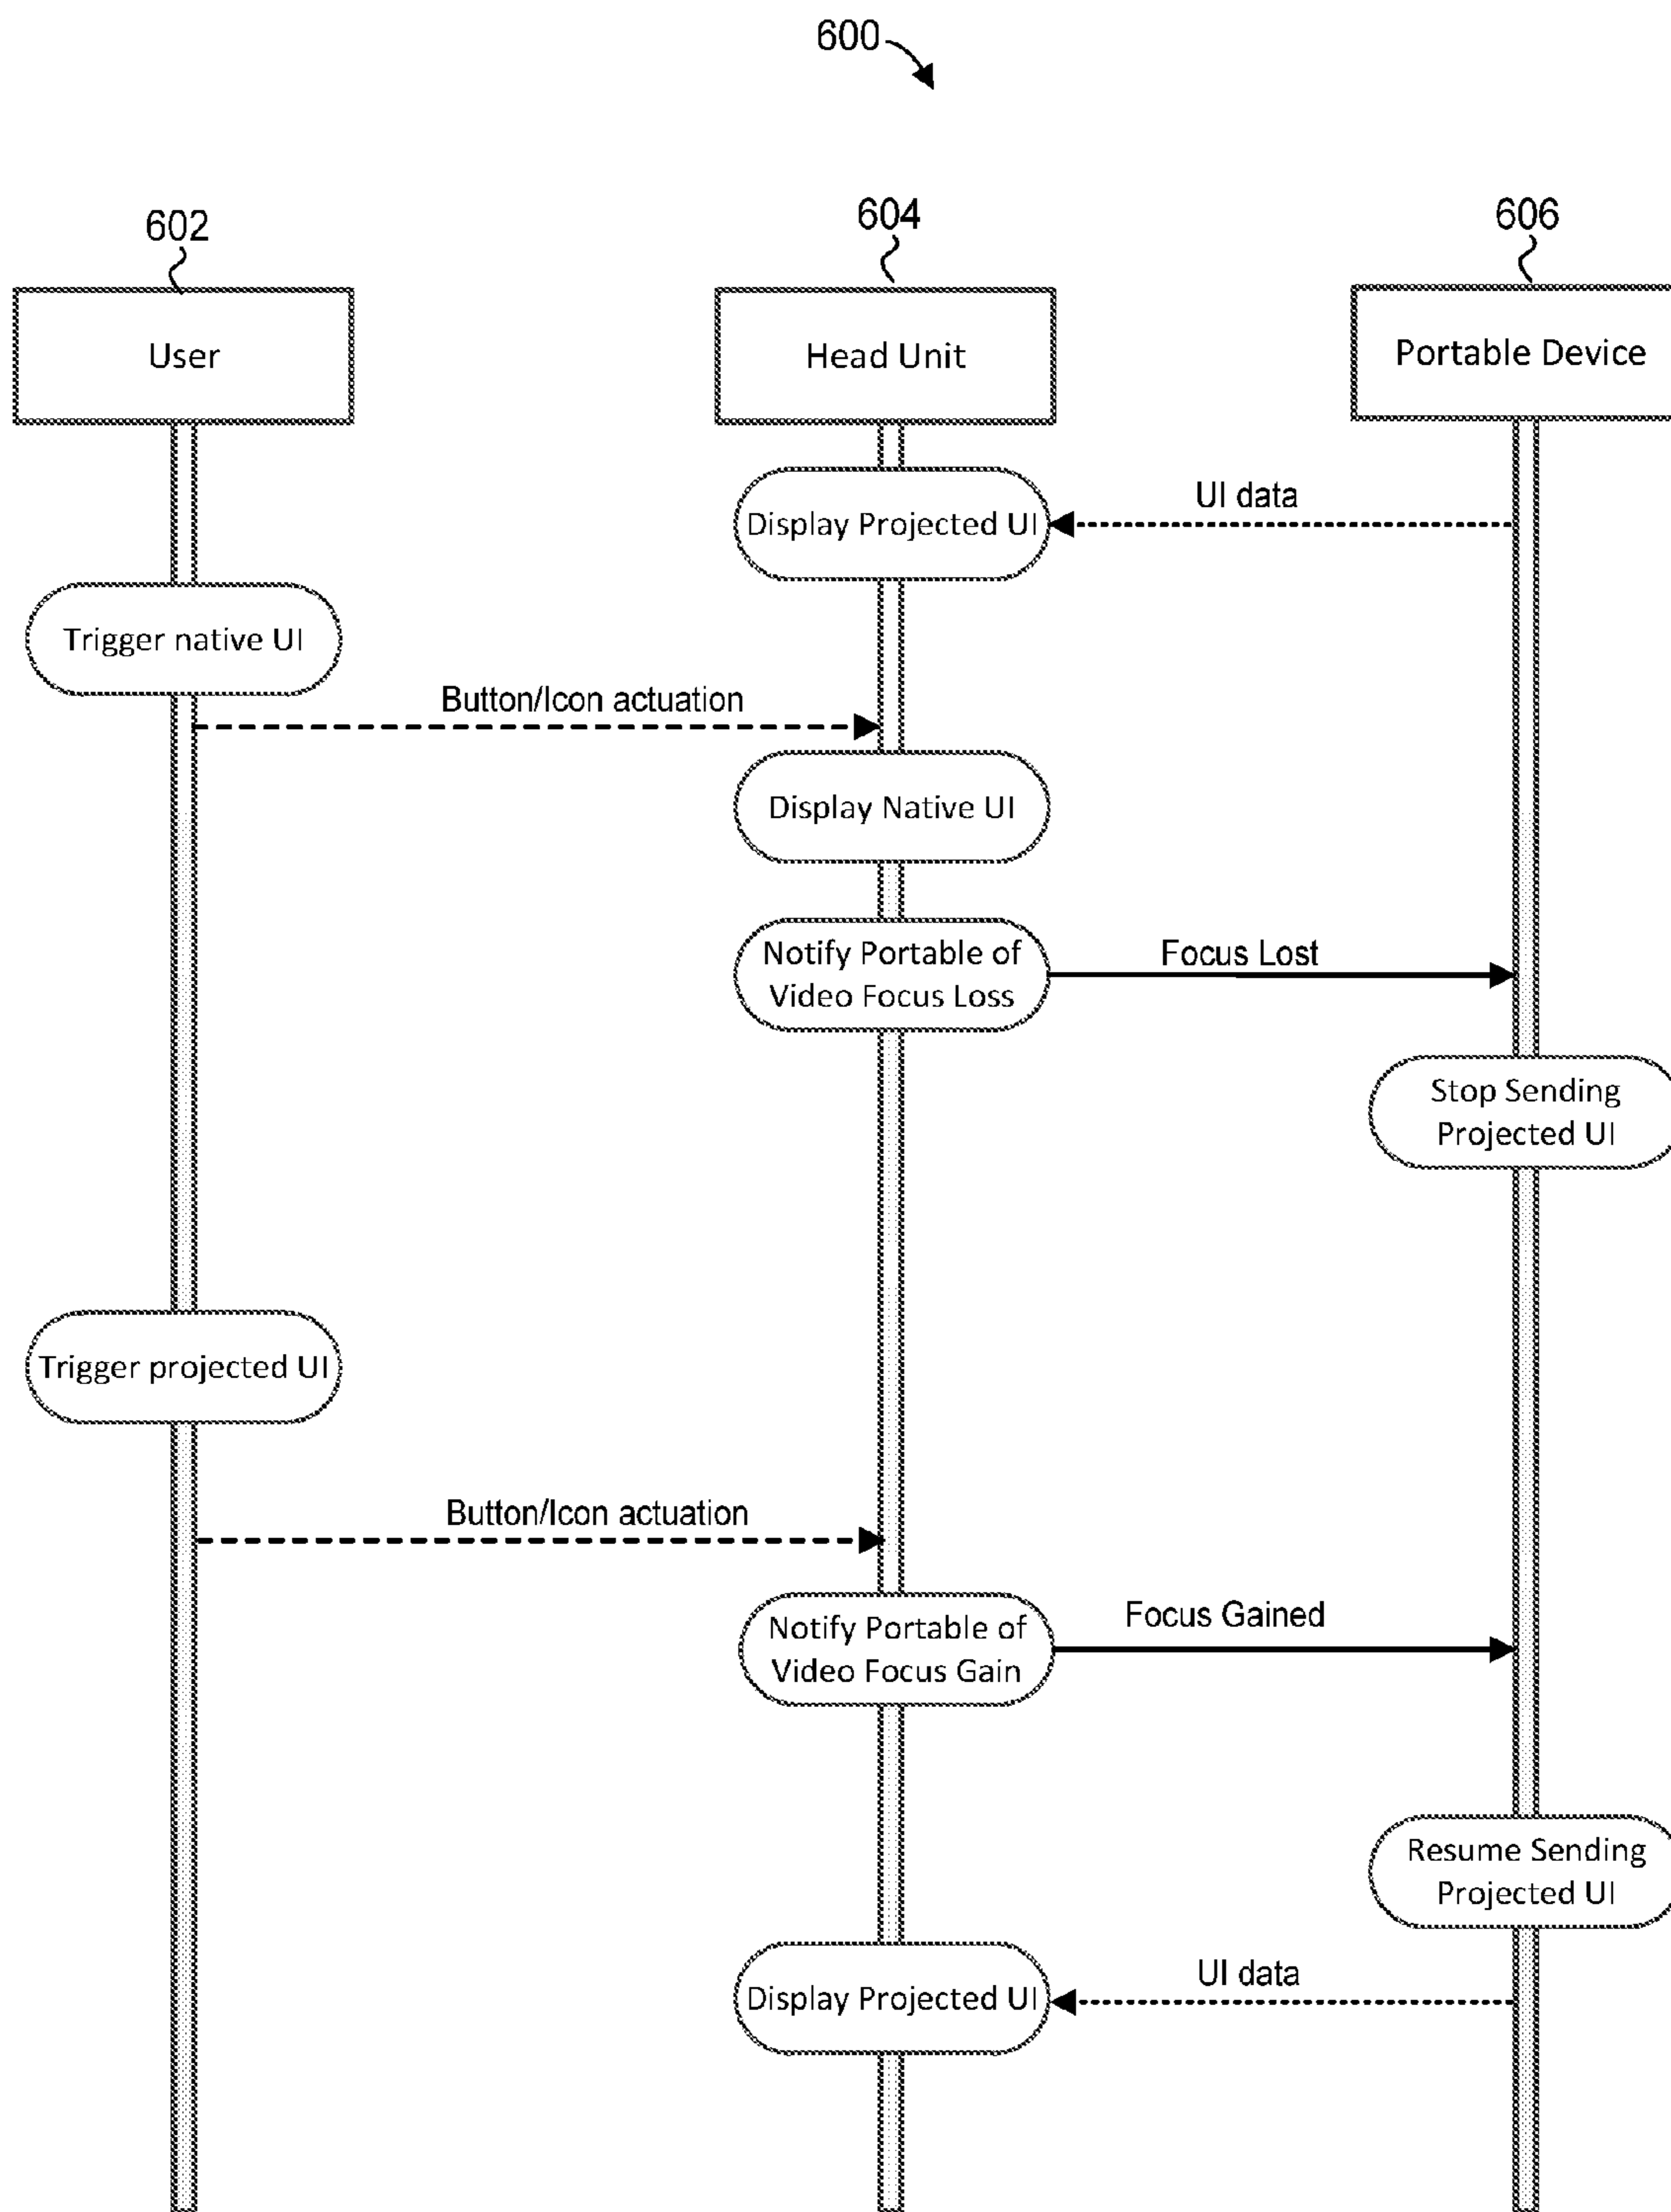 600
602
604
606
User
Head Unit
Portable Device
UI data
Display Projected UI
Trigger native UI
Button/Icon actuation
Display Native UI
Notify Portable of
Video Focus Loss
Focus Lost
Stop Sending
Projected UI
Trigger projected UI
Button/Icon actuation
Notify Portable of
Video Focus Gain
Focus Gained
Resume Sending
Projected UI
UI data
Display Projected UI